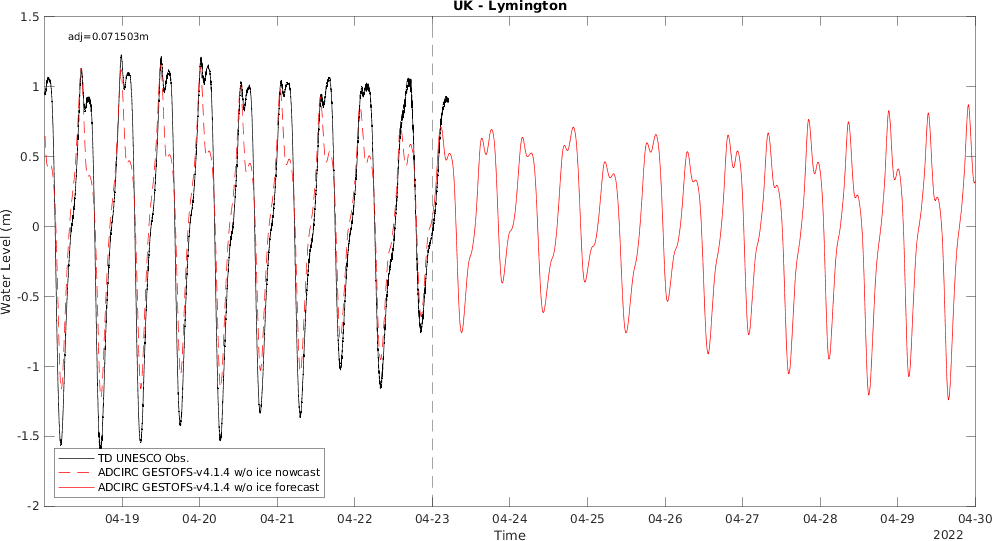 UK - Lymington
adj=0.071503m
Water Level (m)
1.5
1
0.5
0
-0.5
-1
-1.5
-2
TD UNESCO Obs.
ADCIRC GESTOFS-v4.1.4 w/o ice nowcast
ADCIRC GESTOFS-v4.1.4 w/o ice forecast
04-19 04-20 04-21 04-22 04-23 04-24 04-25 04-26 04-27 04-28 04-29 04-30
Time
2022